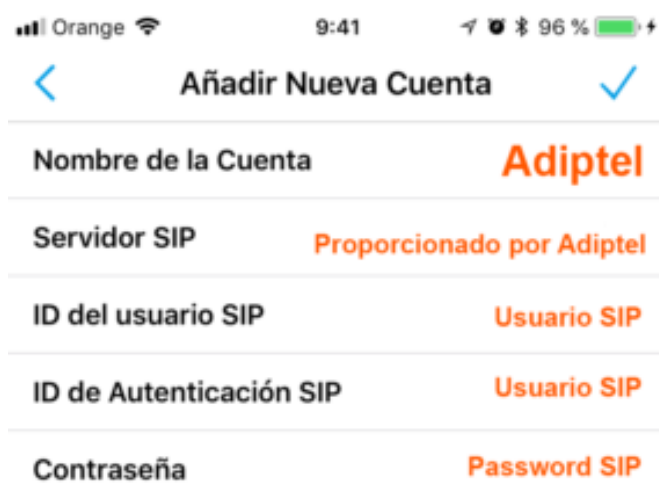 Orange 9:41 96 %
Añadir Nueva Cuenta
Nombre de la Cuenta Adiptel
Servidor SIP Proporcionado por Adiptel
ID del usuario SIP Usuario SIP
ID de Autenticación SIP Usuario SIP
Contraseña Password SIP